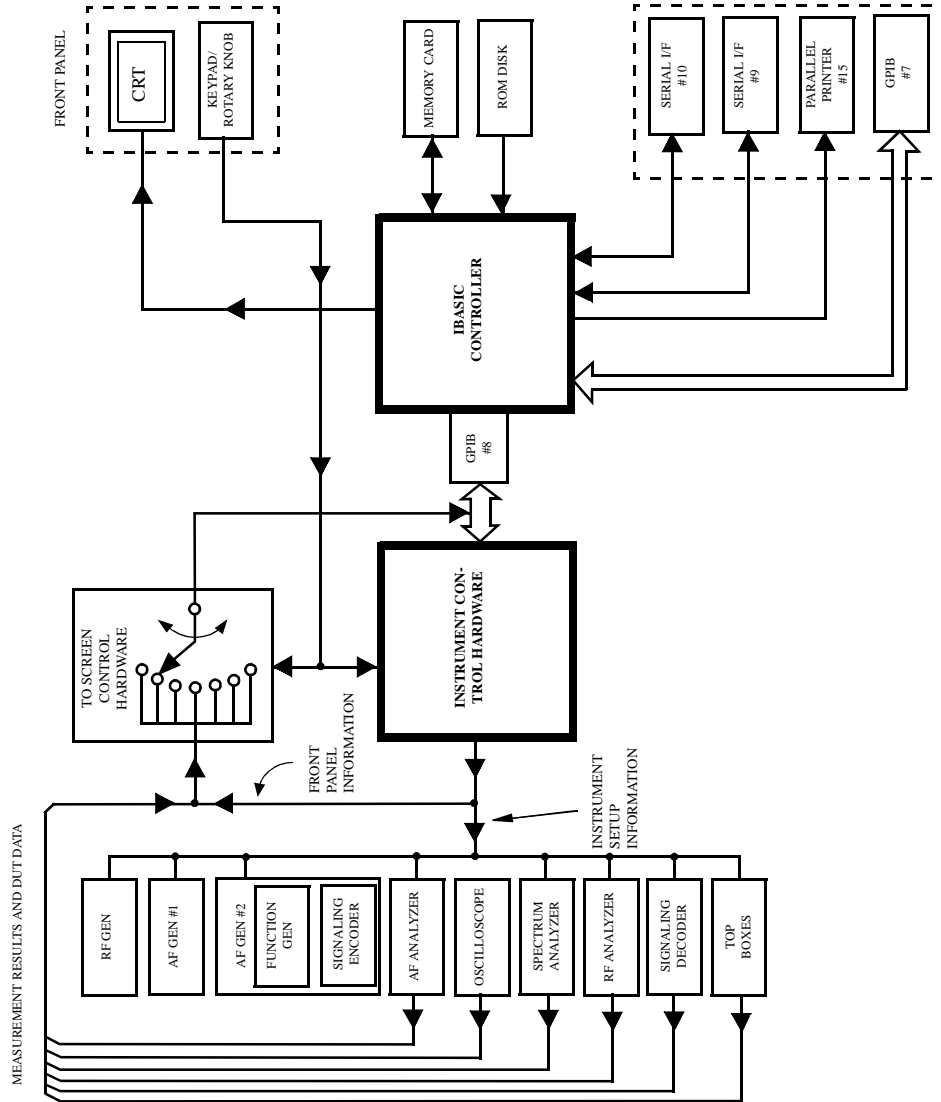 FRONT PANEL
CRT
KEYPAD/
ROTARY KNOB
MEMORY CARD
ROM DISK
SERIAL I/F
#10
SERIAL I/F
#9
PARALLEL
PRINTER
#15
GPIB
#7
IBASIC
CONTROLLER
GPIB
#8
TO SCREEN
CONTROL
HARDWARE
INSTRUMENT CON-
TROL HARDWARE
FRONT
PANEL
INFORMATION
INSTRUMENT
SETUP
INFORMATION
MEASUREMENT RESULTS AND DUT DATA
RF GEN
AF GEN #1
AF GEN #2
FUNCTION
GEN
SIGNALING
ENCODER
AF ANALYZER
OSCILLOSCOPE
SPECTRUM
ANALYZER
RF ANALYZER
SIGNALING
DECODER
TOP
BOXES